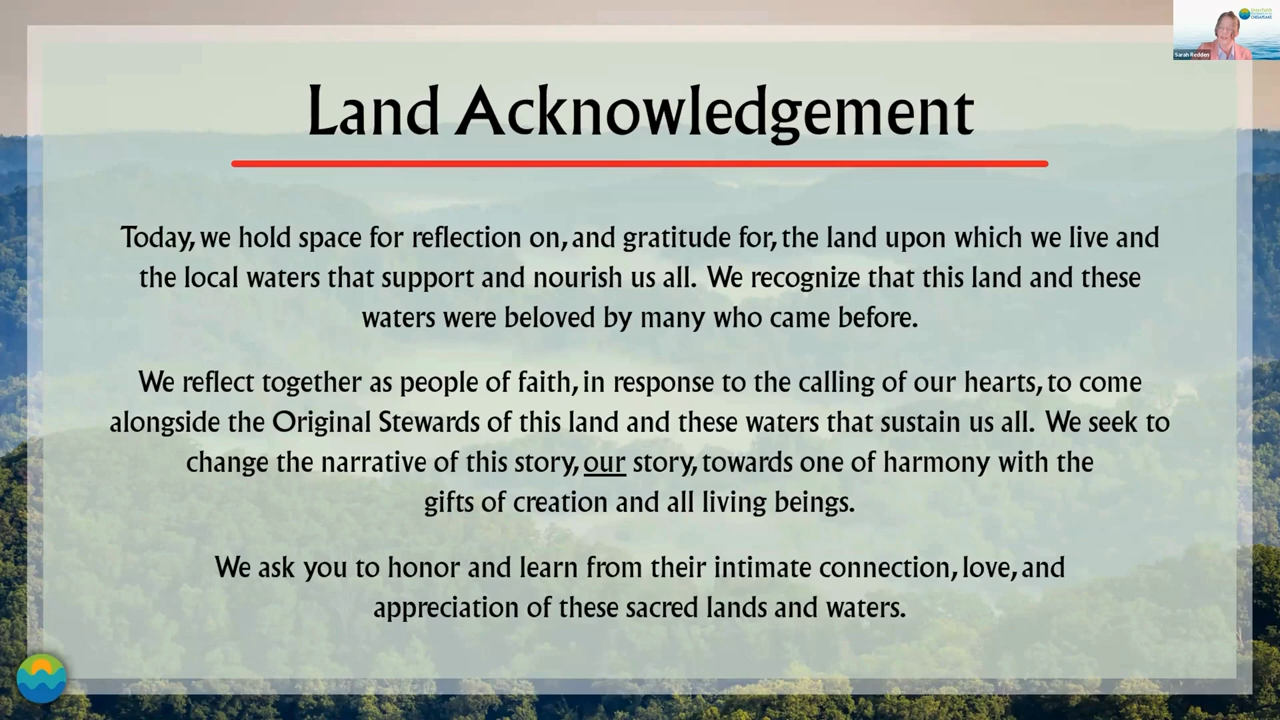 Land Acknowledgement
Today, we hold space for reflection on, and gratitude for, the land upon which we live and
the local waters that support and nourish us all. We recognize that this land and these
waters were beloved by many who came before.
We reflect together as people of faith, in response to the calling of our hearts, to come
alongside the Original Stewards of this land and these waters that sustain us all. We seek to
change the narrative of this story, our story, towards one of harmony with the
gifts of creation and all living beings.
We ask you to honor and learn from their intimate connection, love, and
appreciation of these sacred lands and waters.
Sarah Redden